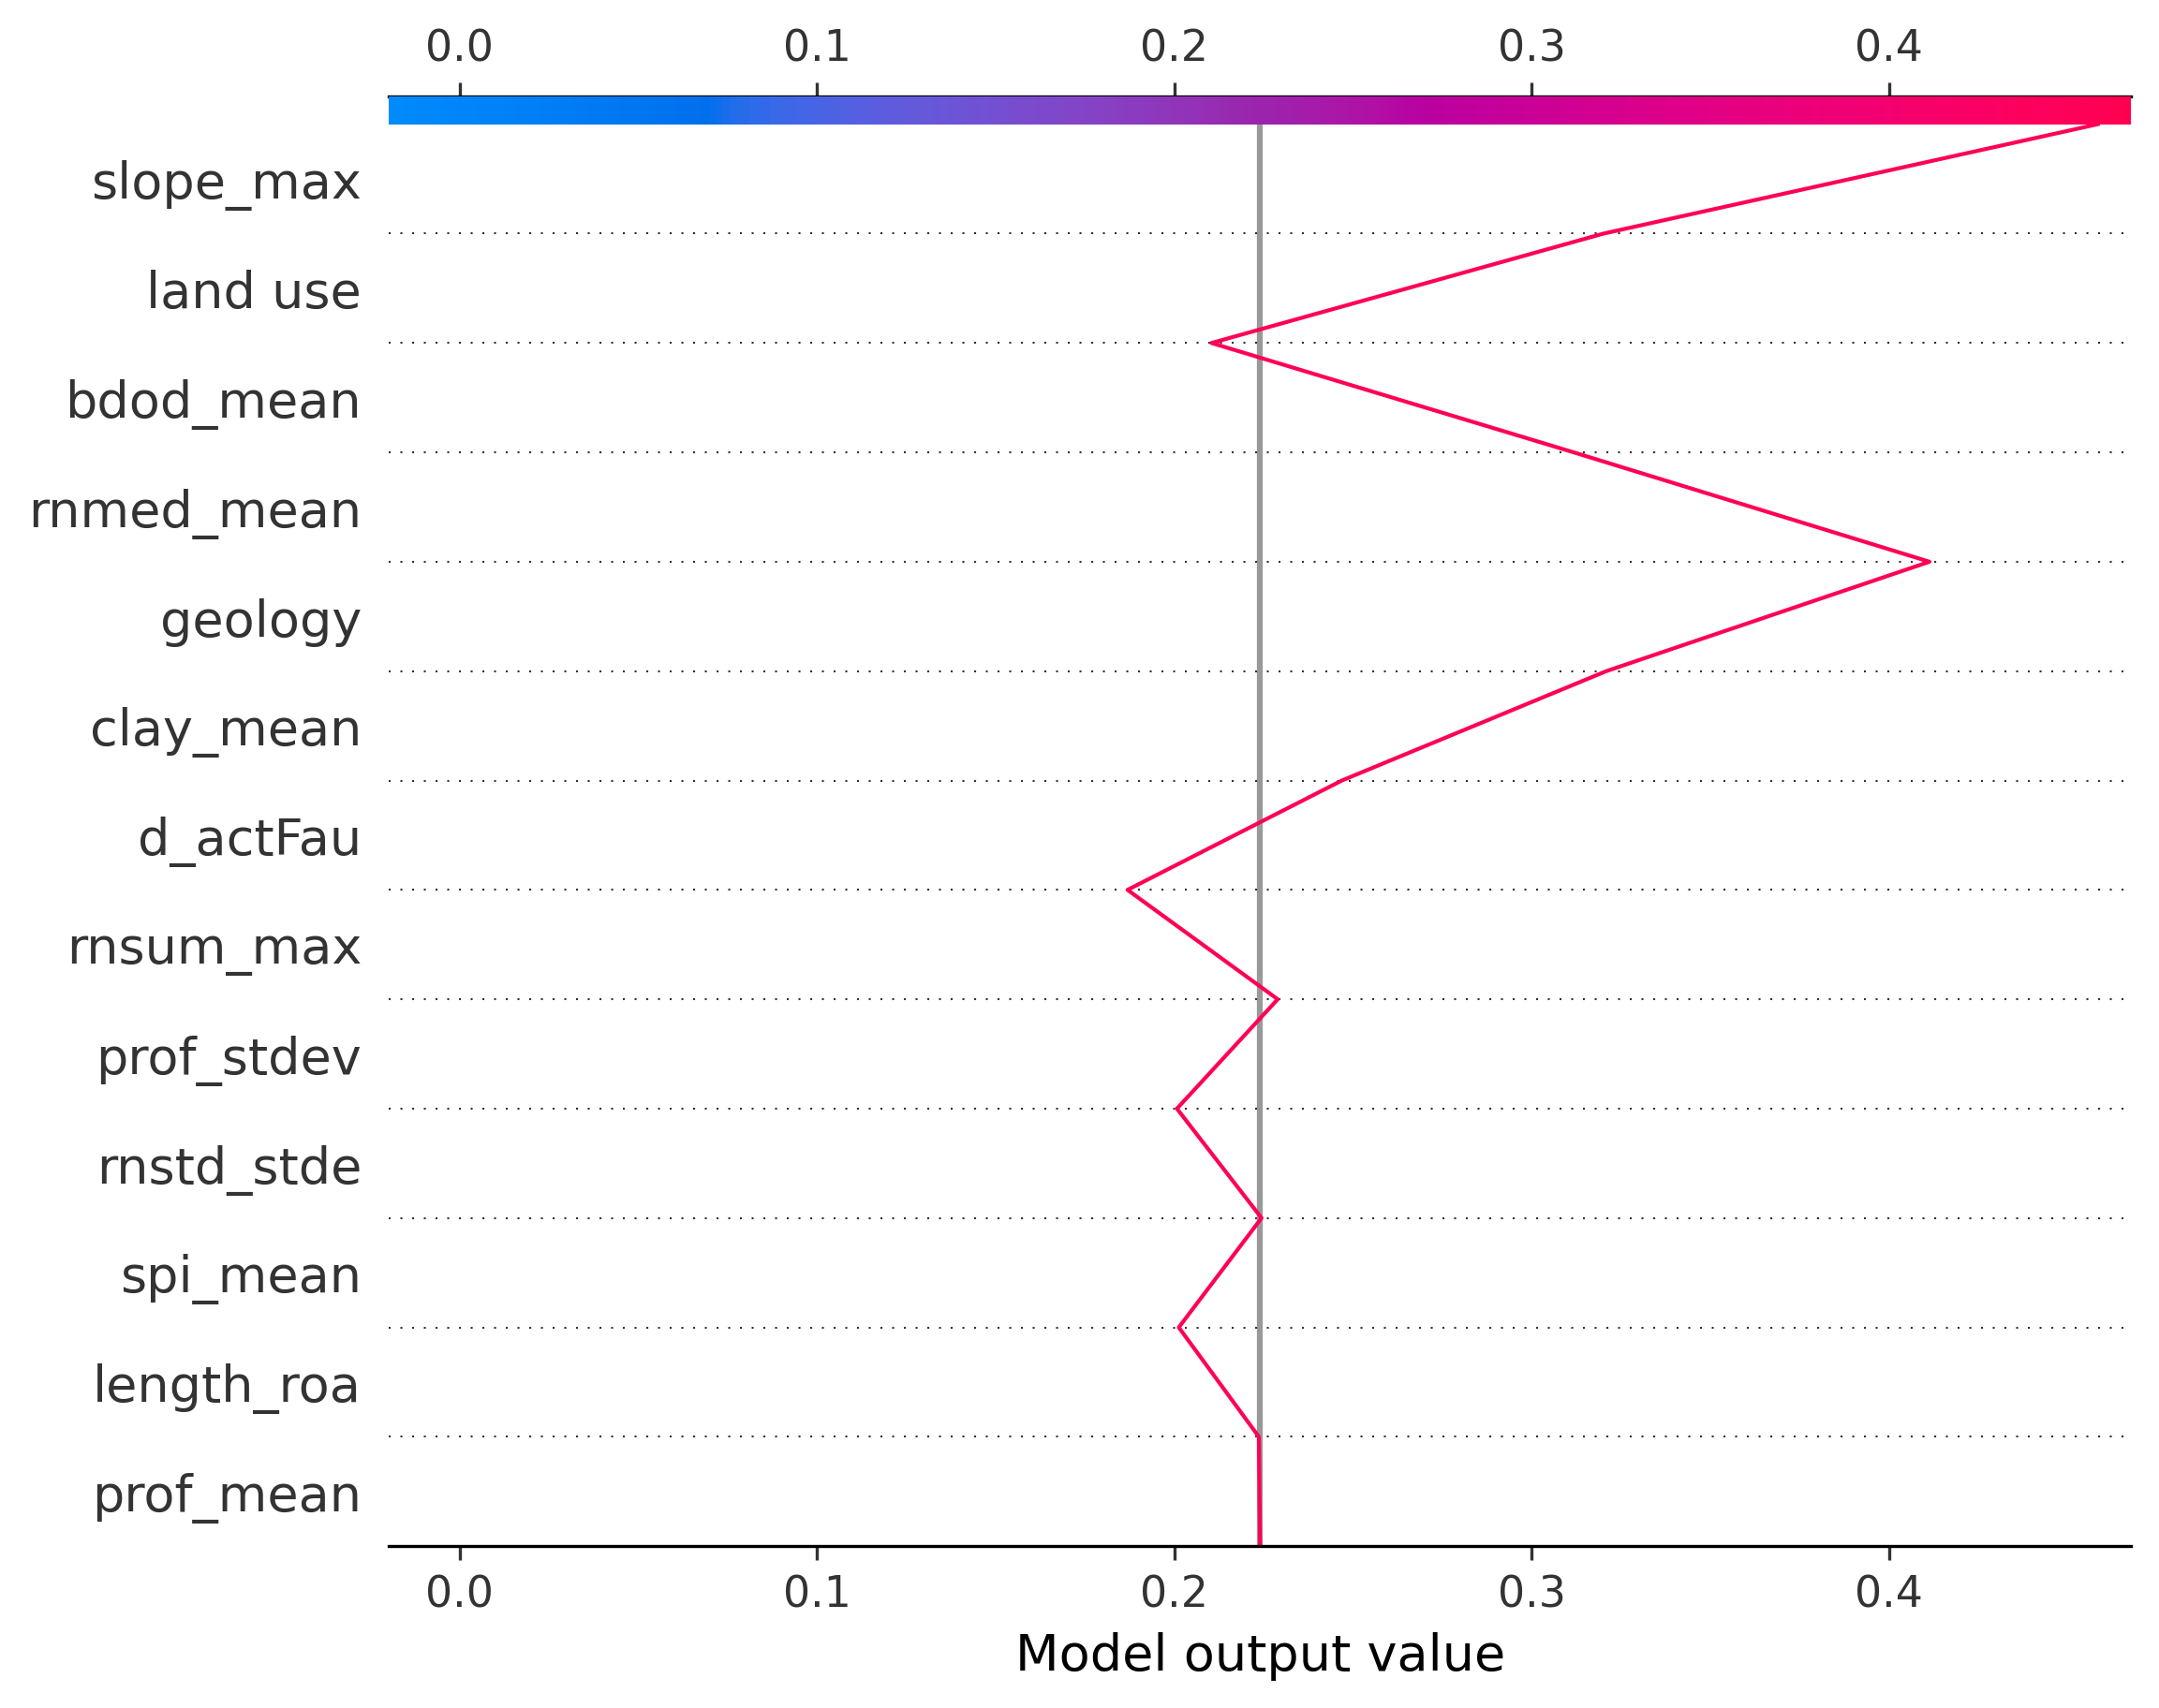 0.0 0.1 0.2 0.3 0.4
slope_max
land use
bdod_mean
rnmed_mean
geology
clay_mean
d_actFau
rnsum_max
prof_stdev
rnstd_stde
spi_mean
length_roa
prof_mean
0.0 0.1 0.2 0.3 0.4
Model output value